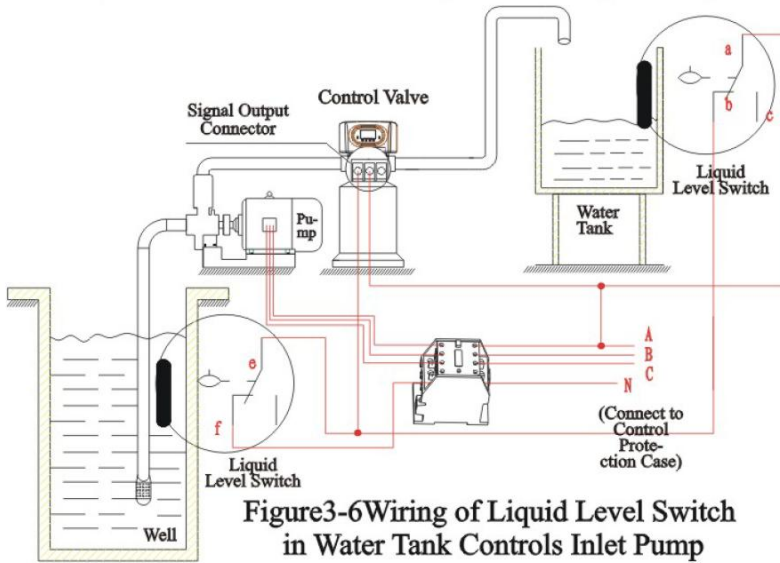 Control Valve
Signal Output
Connector
a
b
c
Liquid
Level Switch
Water
Tank
Pu-
mp
A
B
C
N
e
f
(Connect to
Control
Prote-
ction Case)
Liquid
Level Switch
Well
Figure3-6Wiring of Liquid Level Switch
in Water Tank Controls Inlet Pump